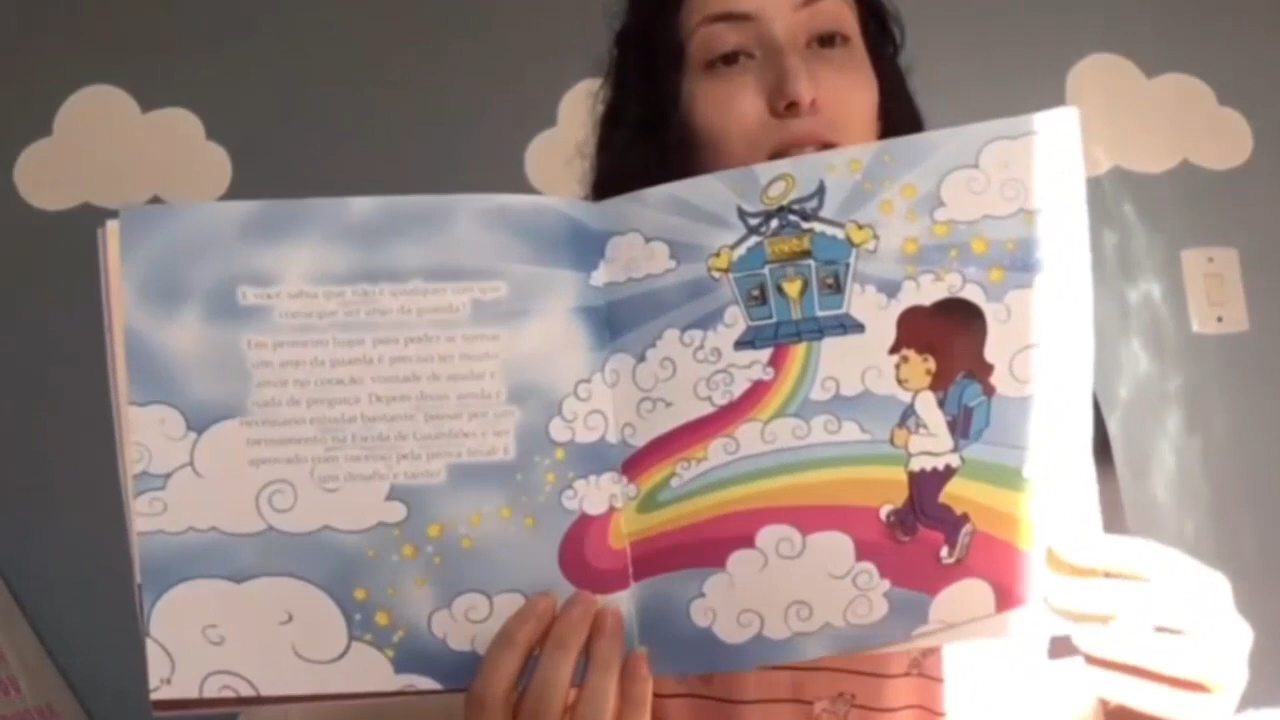 E você sabia que não é qualquer um que
consegue ser anjo da guarda?
Em primeiro lugar, para poder se tornar
um anjo da guarda é preciso ter muito
amor no coração, vontade de ajudar e
nada de preguiça. Depois disso, ainda é
necessário estudar bastante, passar por um
treinamento na Escola de Guardiões e ser
aprovado com sucesso pela prova final! É
um desafio e tanto!